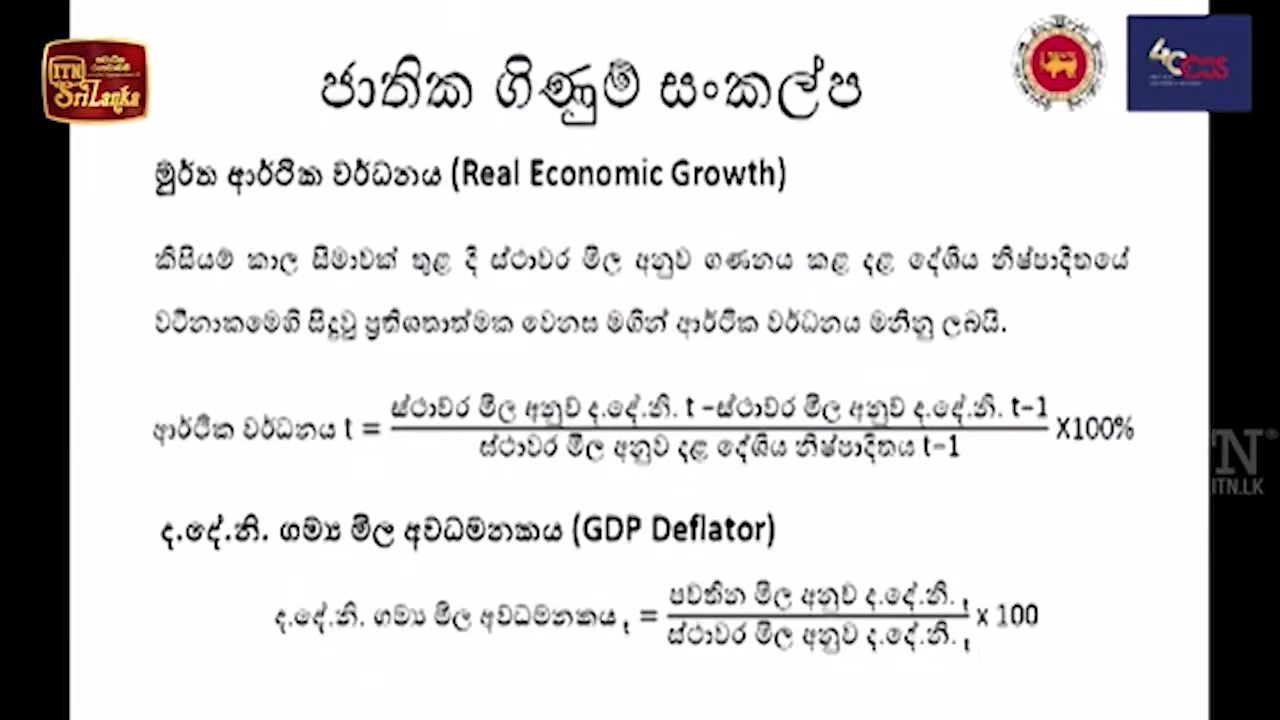 ITN
Sri Lanka
ජාතික ගිණුම් සංකල්ප
මූර්ත ආර්ථික වර්ධනය (Real Economic Growth)
කිසියම් කාල සීමාවක් තුළ දී ස්ථාවර මිල අනුව ගණනය කළ දළ දේශීය නිෂ්පාදිතයේ
වටිනාකමෙහි සිදුවූ ප්‍රතිශතාත්මක වෙනස මගින් ආර්ථික වර්ධනය මනිනු ලබයි.
ආර්ථික වර්ධනය t = ස්ථාවර මිල අනුව ද.දේ.නි. t –ස්ථාවර මිල අනුව ද.දේ.නි. t–1 X100%
ස්ථාවර මිල අනුව දළ දේශීය නිෂ්පාදිතය t–1
ITN.LK
ද.දේ.නි. ගම්‍ය මිල අවධමනකය (GDP Deflator)
ද.දේ.නි. ගම්‍ය මිල අවධමනකය t = පවතින මිල අනුව ද.දේ.නි. t x 100
ස්ථාවර මිල අනුව ද.දේ.නි. t